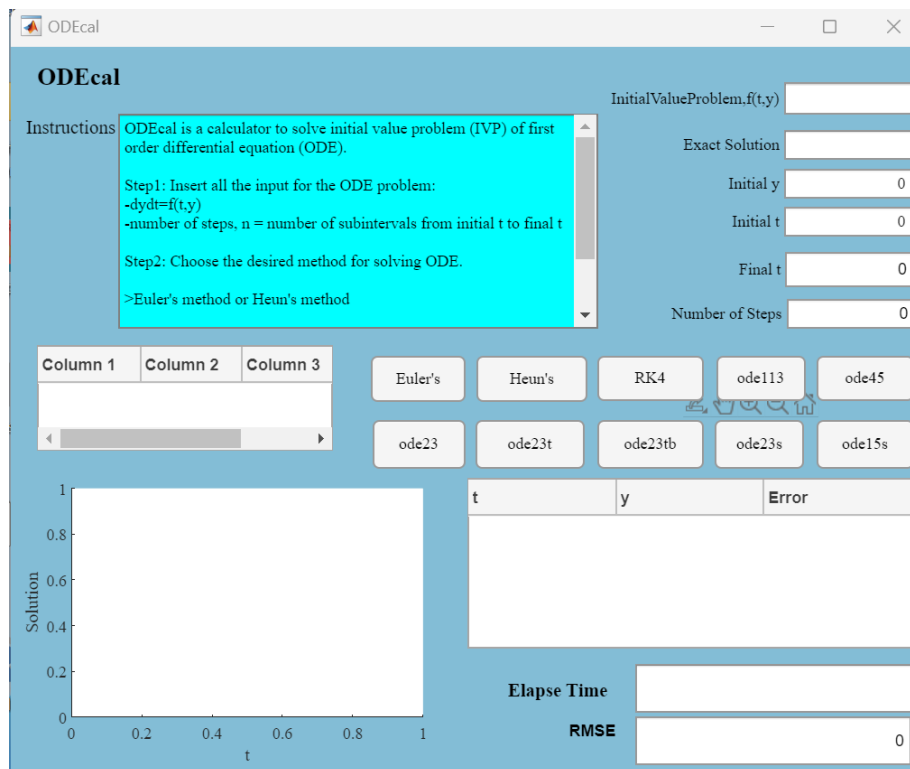 ODEcal
ODEcal
InitialValueProblem,f(t,y)
Instructions
ODEcal is a calculator to solve initial value problem (IVP) of first
order differential equation (ODE).
Step1: Insert all the input for the ODE problem:
-dydt=f(t,y)
-number of steps, n = number of subintervals from initial t to final t
Step2: Choose the desired method for solving ODE.
>Euler's method or Heun's method
Exact Solution
Initial y 0
Initial t 0
Final t 0
Number of Steps 0
Column 1 Column 2 Column 3
Euler's Heun's RK4 ode113 ode45
ode23 ode23t ode23tb ode23s ode15s
1
0.8
0.6
0.4
0.2
0
Solution
0 0.2 0.4 0.6 0.8 1
t
t y Error
Elapse Time
RMSE 0